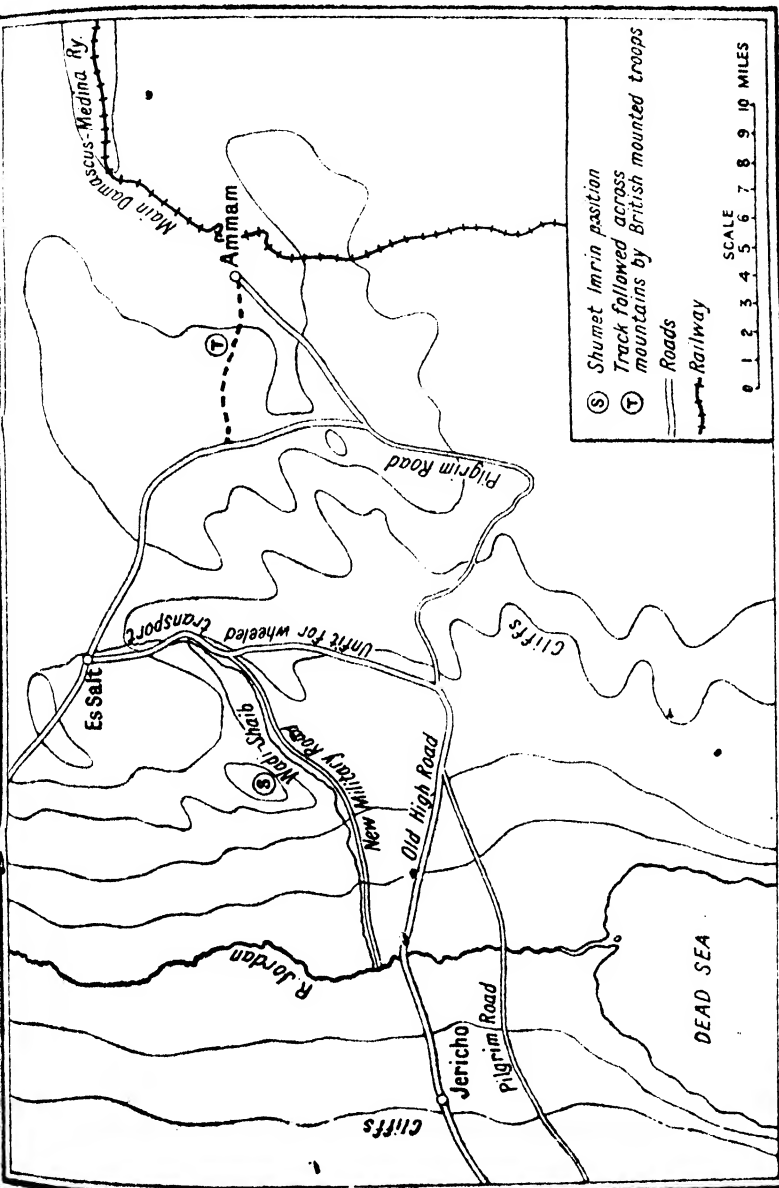 Main Damascus-Medina Ry.
Ammam
T
Es Salt
transport
Unfit for wheeled
Pilgrim Road
Wadi-Shaib
S
New Military Road
Old High Road
Cliffs
R. Jordan
Jericho
Pilgrim Road
Cliffs
DEAD SEA
S Shumet Imrin position
T Track followed across
mountains by British mounted troops
Roads
Railway
SCALE
0 1 2 3 4 5 6 7 8 9 10 MILES